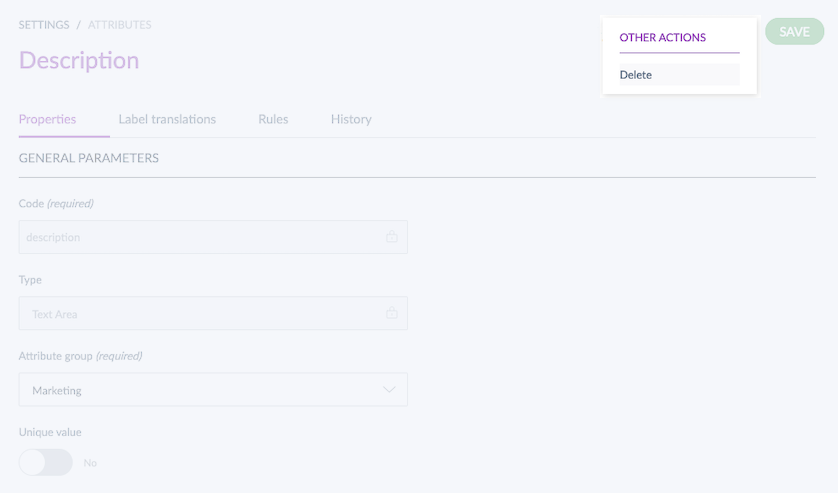 SETTINGS / ATTRIBUTES
Description
OTHER ACTIONS
Delete
SAVE
Properties Label translations Rules History
GENERAL PARAMETERS
Code (required)
description
Type
Text Area
Attribute group (required)
Marketing
Unique value
No